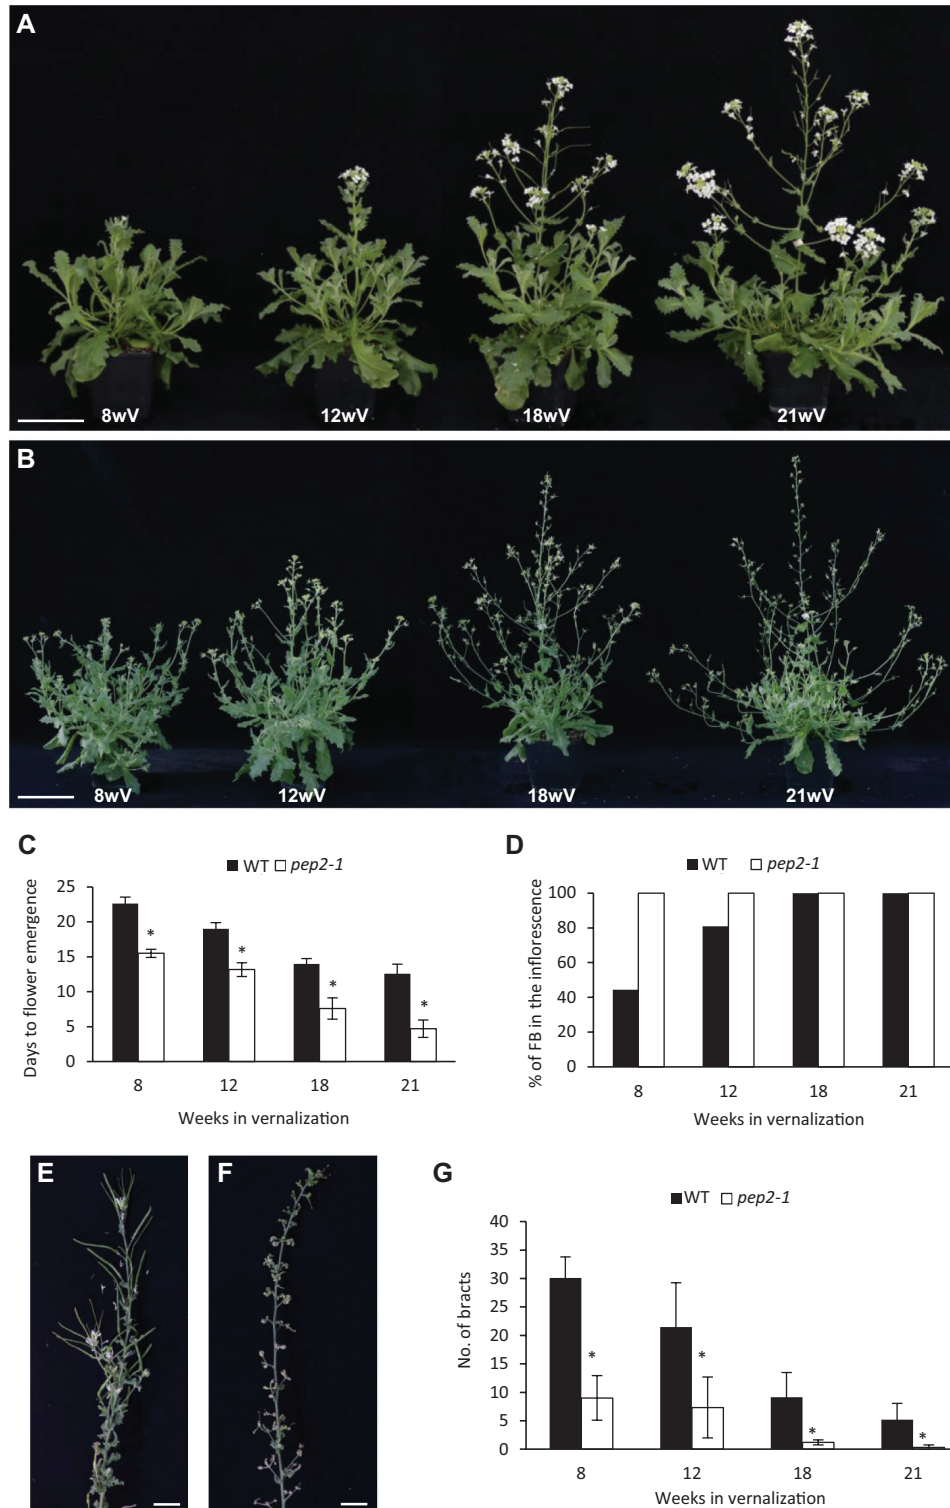 A
8wV 12wV 18wV 21wV
B
8wV 12wV 18wV 21wV
C
WT pep2-1
Days to flower emergence
25
20
15
10
5
0
* * * *
8 12 18 21
Weeks in vernalization
D
WT pep2-1
% of FB in the inflorescence
100
80
60
40
20
0
8 12 18 21
Weeks in vernalization
E F
G
WT pep2-1
No. of bracts
40
35
30
25
20
15
10
5
0
* * * *
8 12 18 21
Weeks in vernalization